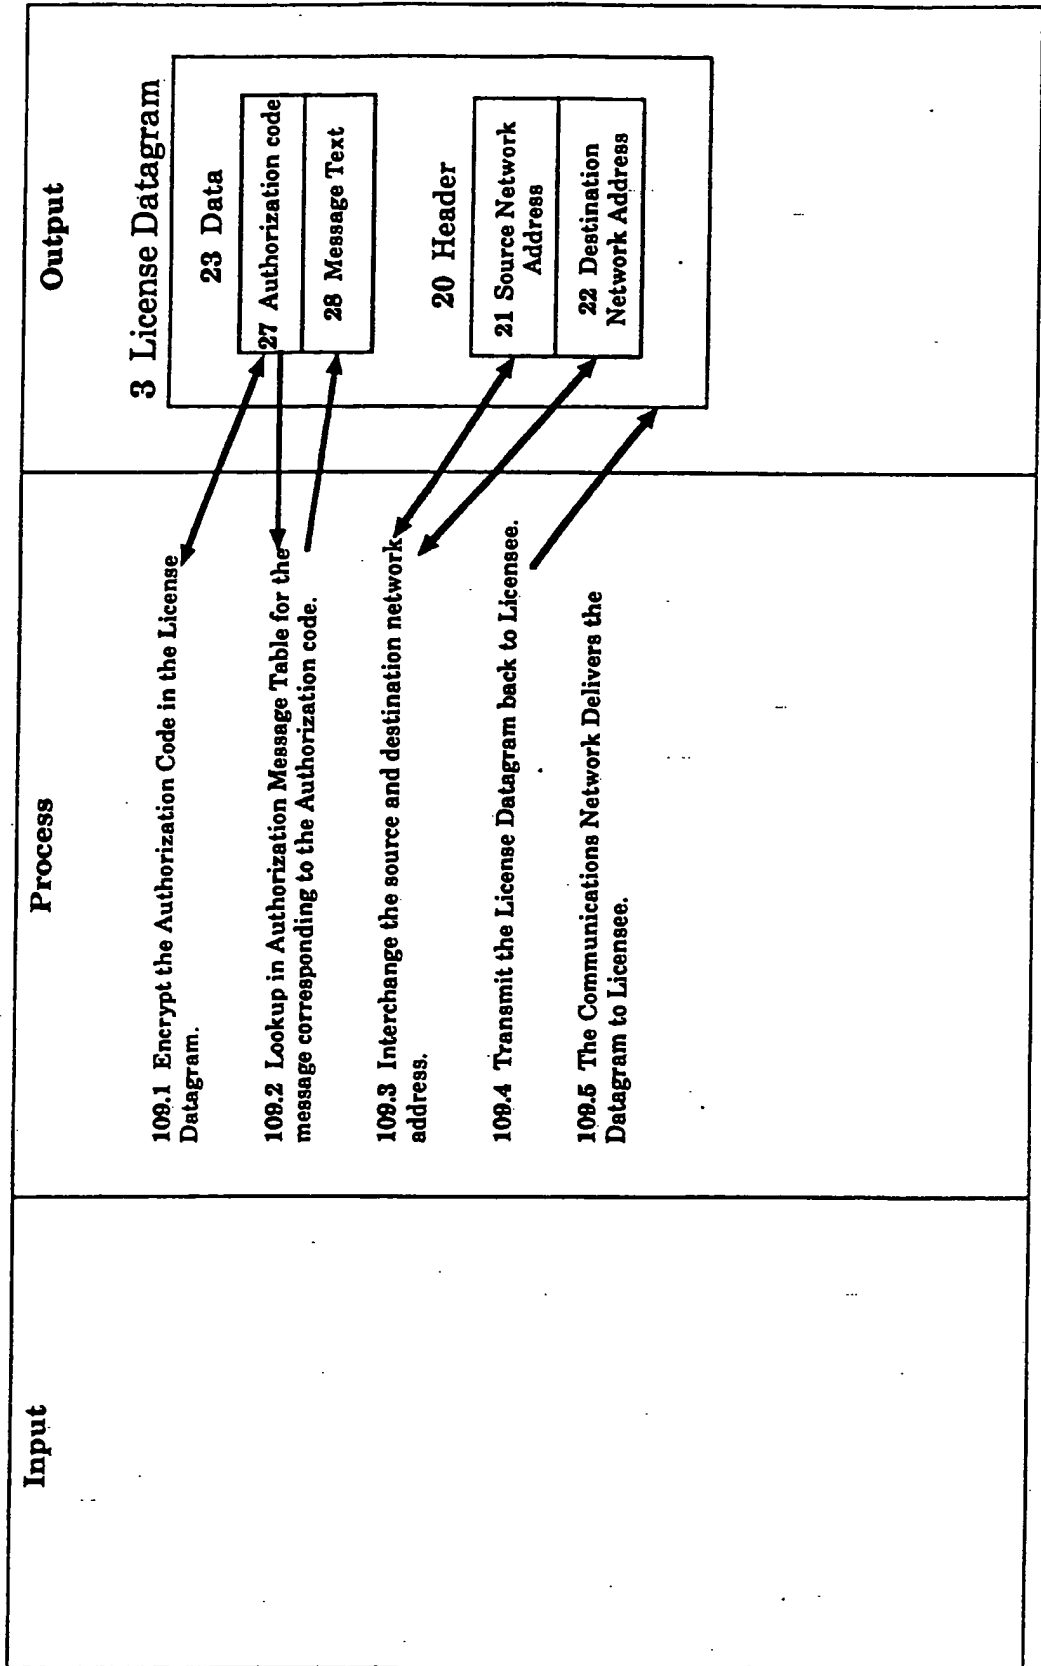 Input
Process
109.1 Encrypt the Authorization Code in the License
Datagram.
109.2 Lookup in Authorization Message Table for the
message corresponding to the Authorization code.
109.3 Interchange the source and destination network
address.
109.4 Transmit the License Datagram back to Licensee.
109.5 The Communications Network Delivers the
Datagram to Licensee.
Output
3 License Datagram
23 Data
27 Authorization code
28 Message Text
20 Header
21 Source Network
Address
22 Destination
Network Address